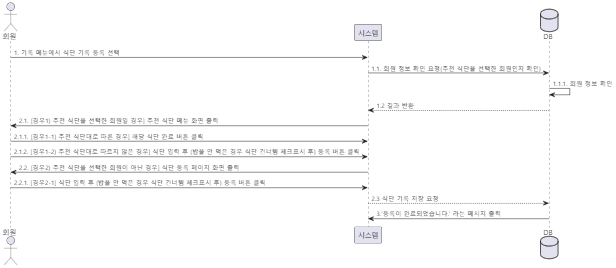 회원
시스템
DB
1. 기록 메뉴에서 식단 기록 등록 선택
1.1. 회원 정보 확인 요청(추천 식단을 선택한 회원인지 확인)
1.1.1. 회원 정보 확인
1.2 결과 반환
2.1. [경우1) 추천 식단을 선택한 회원일 경우] 추천 식단 메뉴 화면 출력
2.1.1. [경우1-1) 추천 식단대로 따른 경우] 해당 식단 완료 버튼 클릭
2.1.2. [경우1-2) 추천 식단대로 따르지 않은 경우] 식단 입력 후 (밥을 안 먹은 경우 식단 건너뜀 체크표시 후) 등록 버튼 클릭
2.2. [경우2) 추천 식단을 선택한 회원이 아닌 경우] 식단 등록 페이지 화면 출력
2.2.1. [경우2-1] 식단 입력 후 (밥을 안 먹은 경우 식단 건너뜀 체크표시 후) 등록 버튼 클릭
2.3 식단 기록 저장 요청
3.'등록이 완료되었습니다.' 라는 메시지 출력
회원
시스템
DB